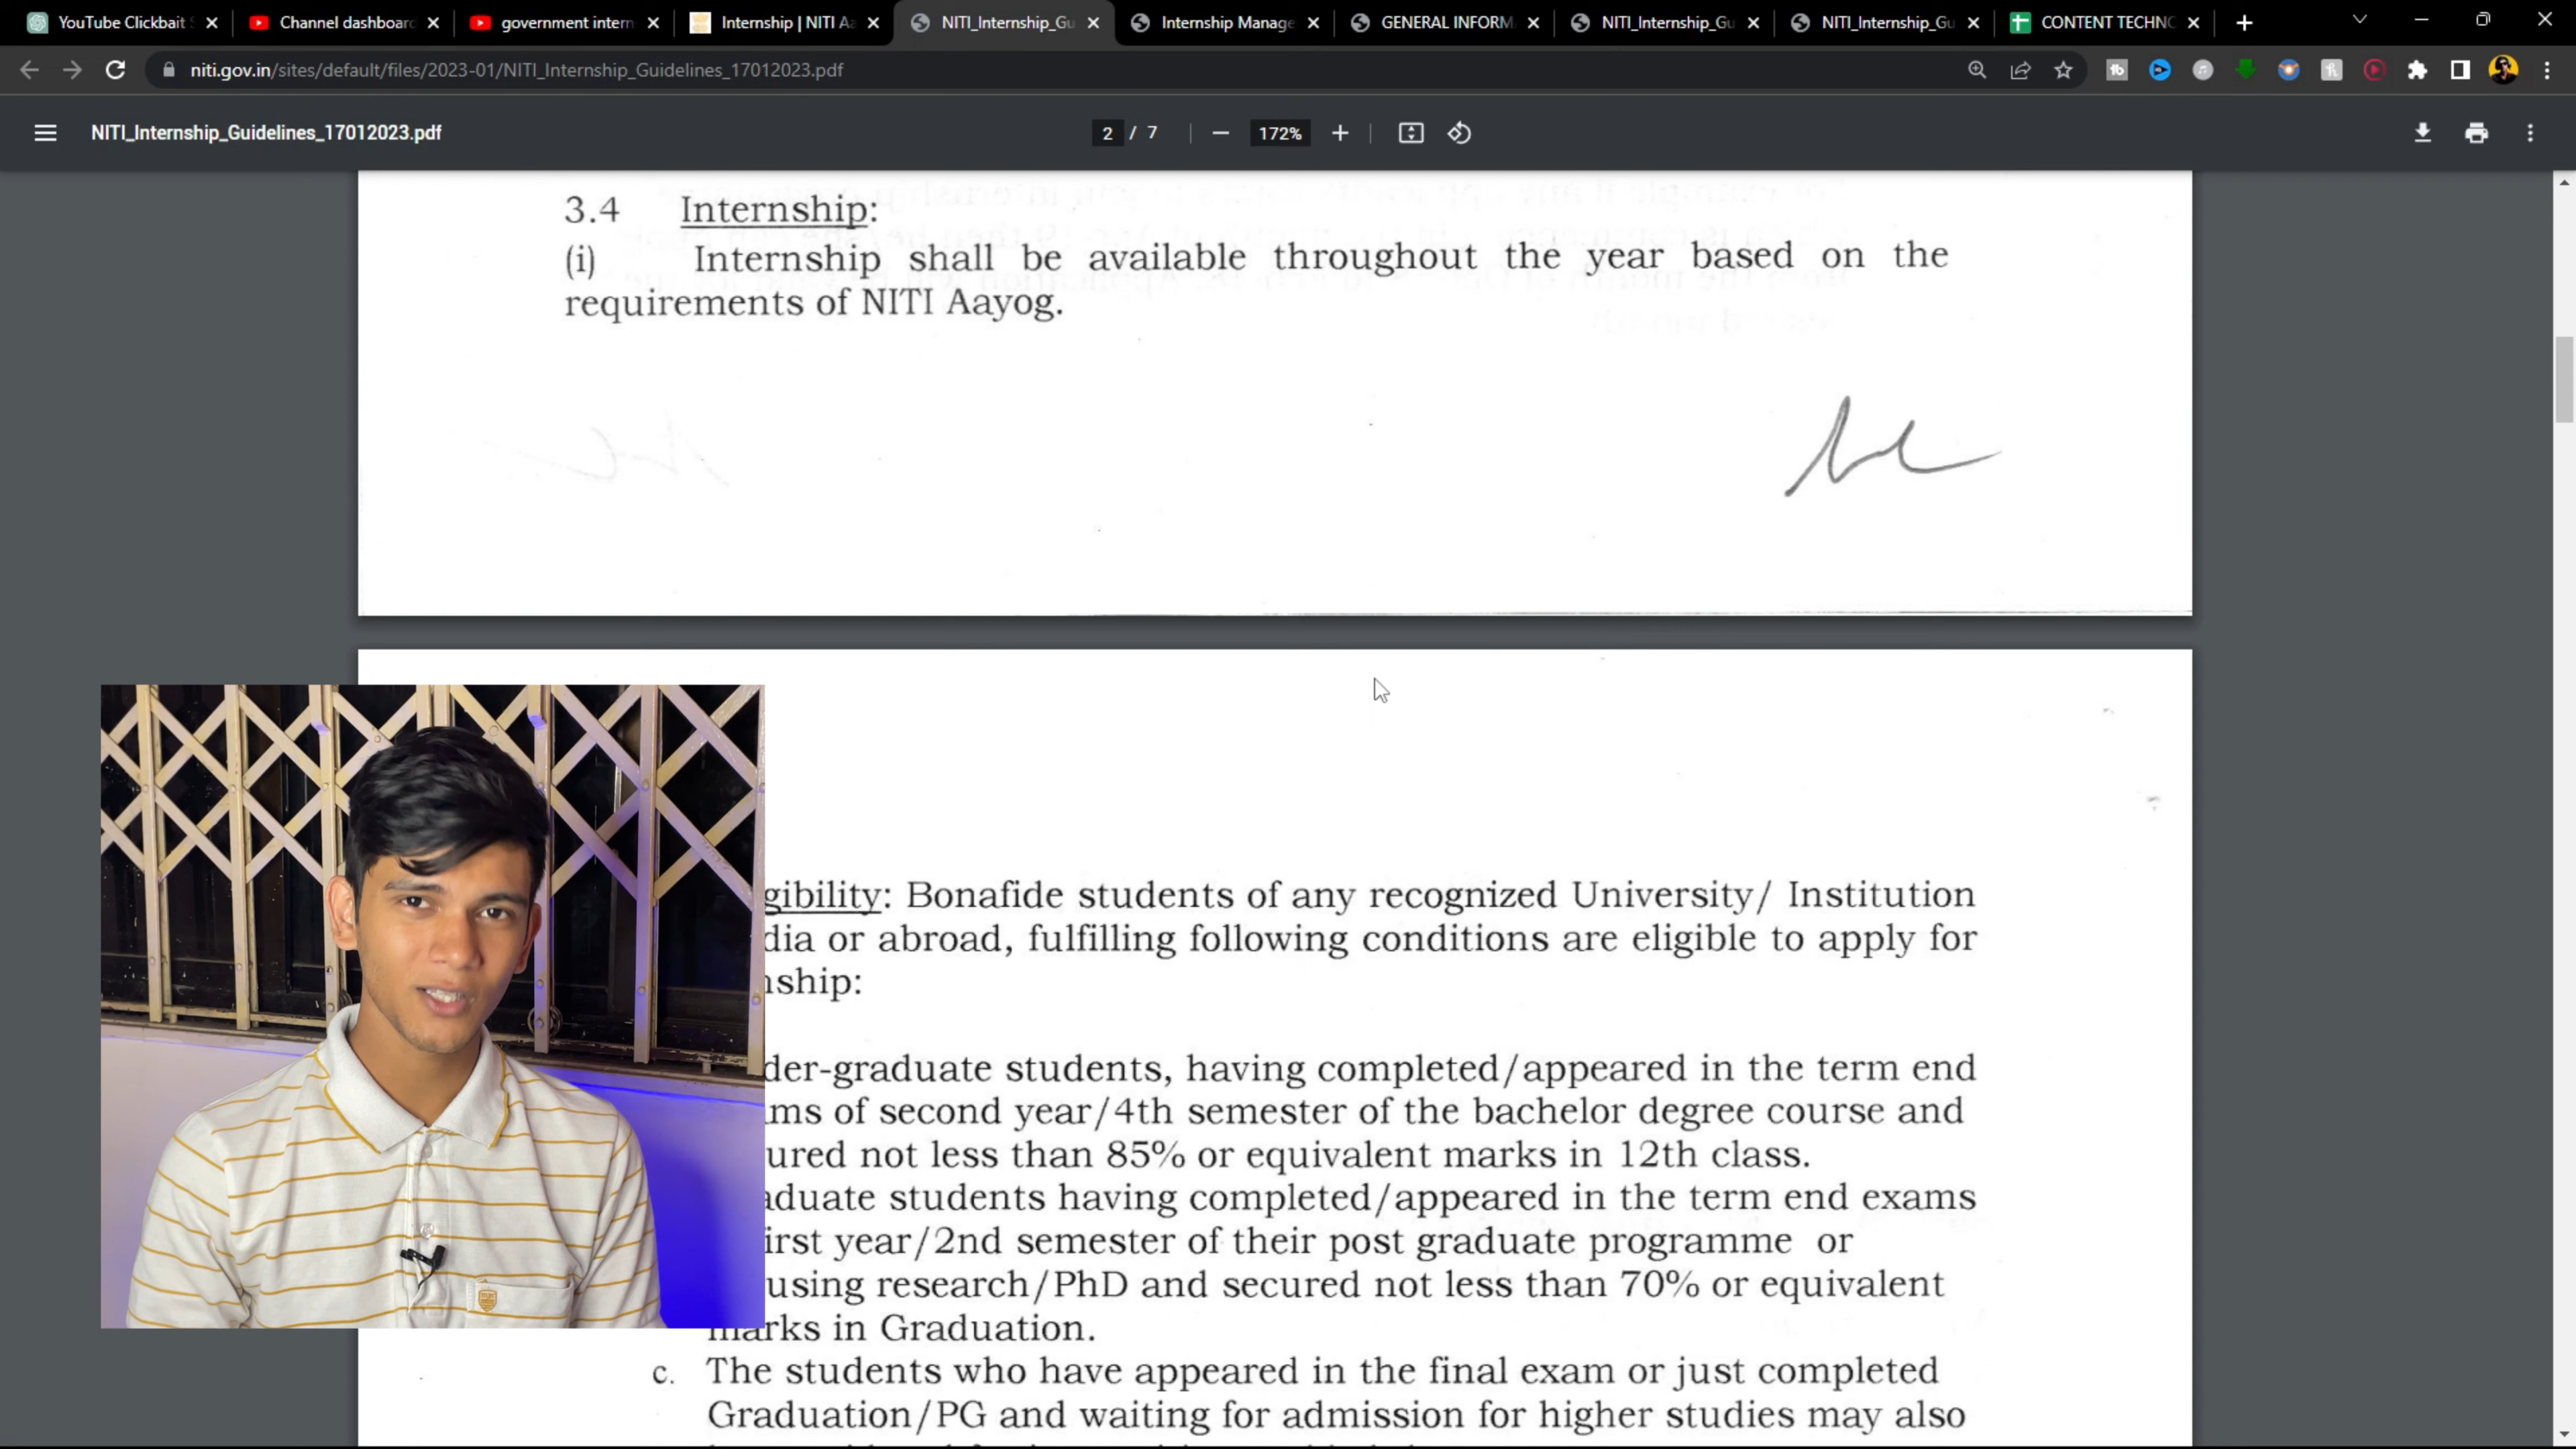 YouTube Clickbait
Channel dashboard
government intern
Internship | NITI Aa
NITI_Internship_Gu
Internship Manage
GENERAL INFORM
NITI_Internship_Gu
NITI_Internship_Gu
CONTENT TECHNO
niti.gov.in/sites/default/files/2023-01/NITI_Internship_Guidelines_17012023.pdf
NITI_Internship_Guidelines_17012023.pdf
2 / 7
172%
3.4 Internship:
(i) Internship shall be available throughout the year based on the
requirements of NITI Aayog.
gibility: Bonafide students of any recognized University/ Institution
dia or abroad, fulfilling following conditions are eligible to apply for
ship:
der-graduate students, having completed/appeared in the term end
ms of second year/4th semester of the bachelor degree course and
ured not less than 85% or equivalent marks in 12th class.
aduate students having completed/appeared in the term end exams
irst year/2nd semester of their post graduate programme or
using research/PhD and secured not less than 70% or equivalent
marks in Graduation.
c. The students who have appeared in the final exam or just completed
Graduation/PG and waiting for admission for higher studies may also